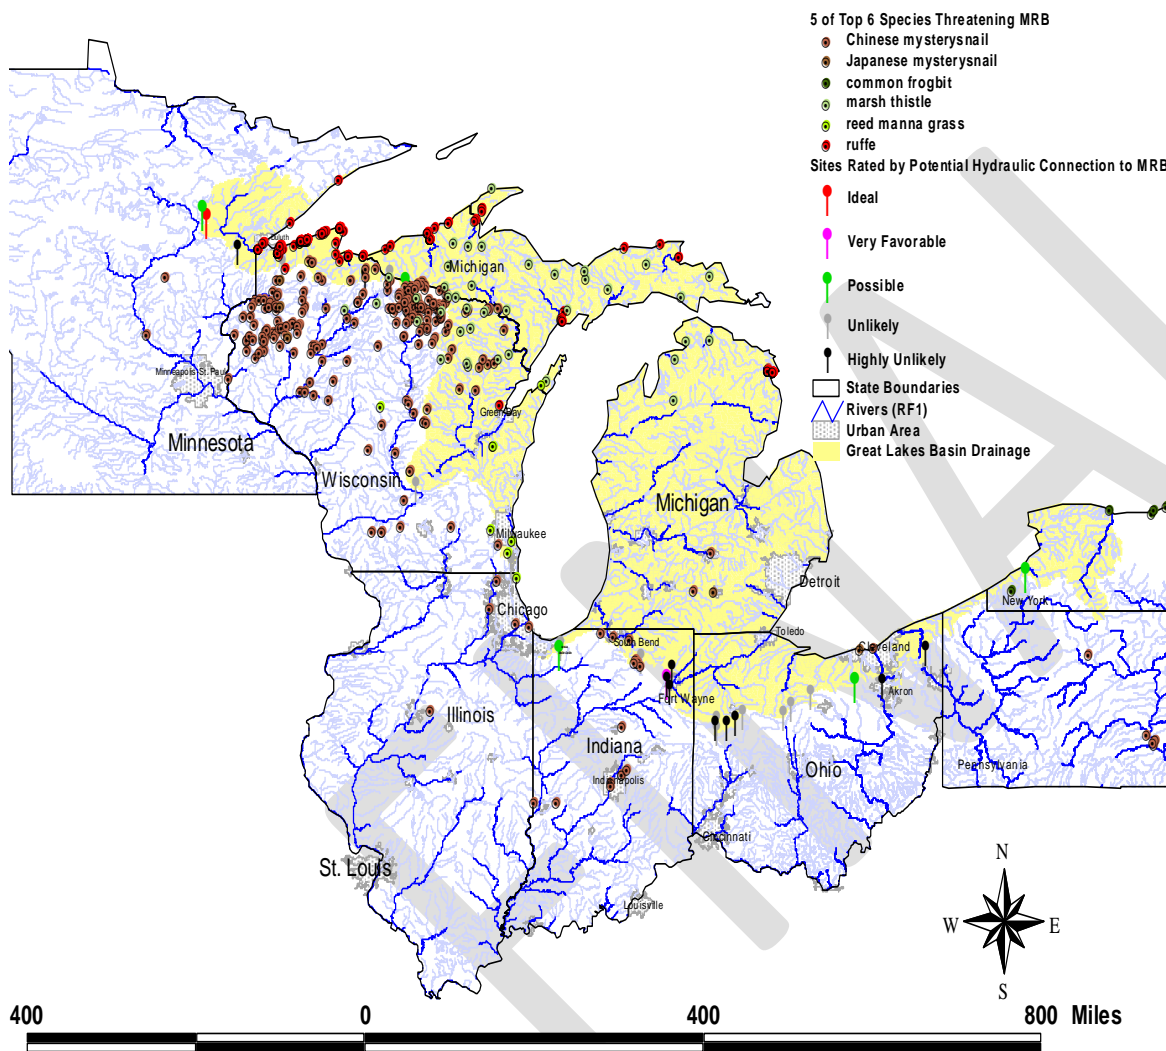 5 of Top 6 Species Threatening MRB
Chinese mysterysnail
Japanese mysterysnail
common frogbit
marsh thistle
reed manna grass
ruffe
Sites Rated by Potential Hydraulic Connection to MRB
Ideal
Very Favorable
Possible
Unlikely
Highly Unlikely
State Boundaries
Rivers (RF1)
Urban Area
Great Lakes Basin Drainage
Duluth
Michigan
Minneapolis St. Paul
Green Bay
Minnesota
Wisconsin
Michigan
Milwaukee
Detroit
Chicago
New York
Toledo
South Bend
Cleveland
Akron
Fort Wayne
Illinois
Indiana
Ohio
Pennsylvania
Indianapolis
Cincinnati
St. Louis
Louisville
N
W E
S
400 0 400 800 Miles